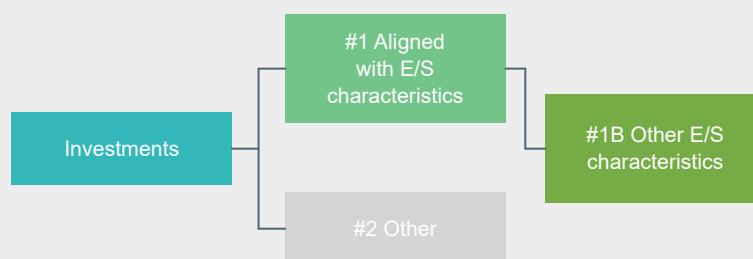 #1 Aligned
with E/S
characteristics
Investments
#1B Other E/S
characteristics
#2 Other